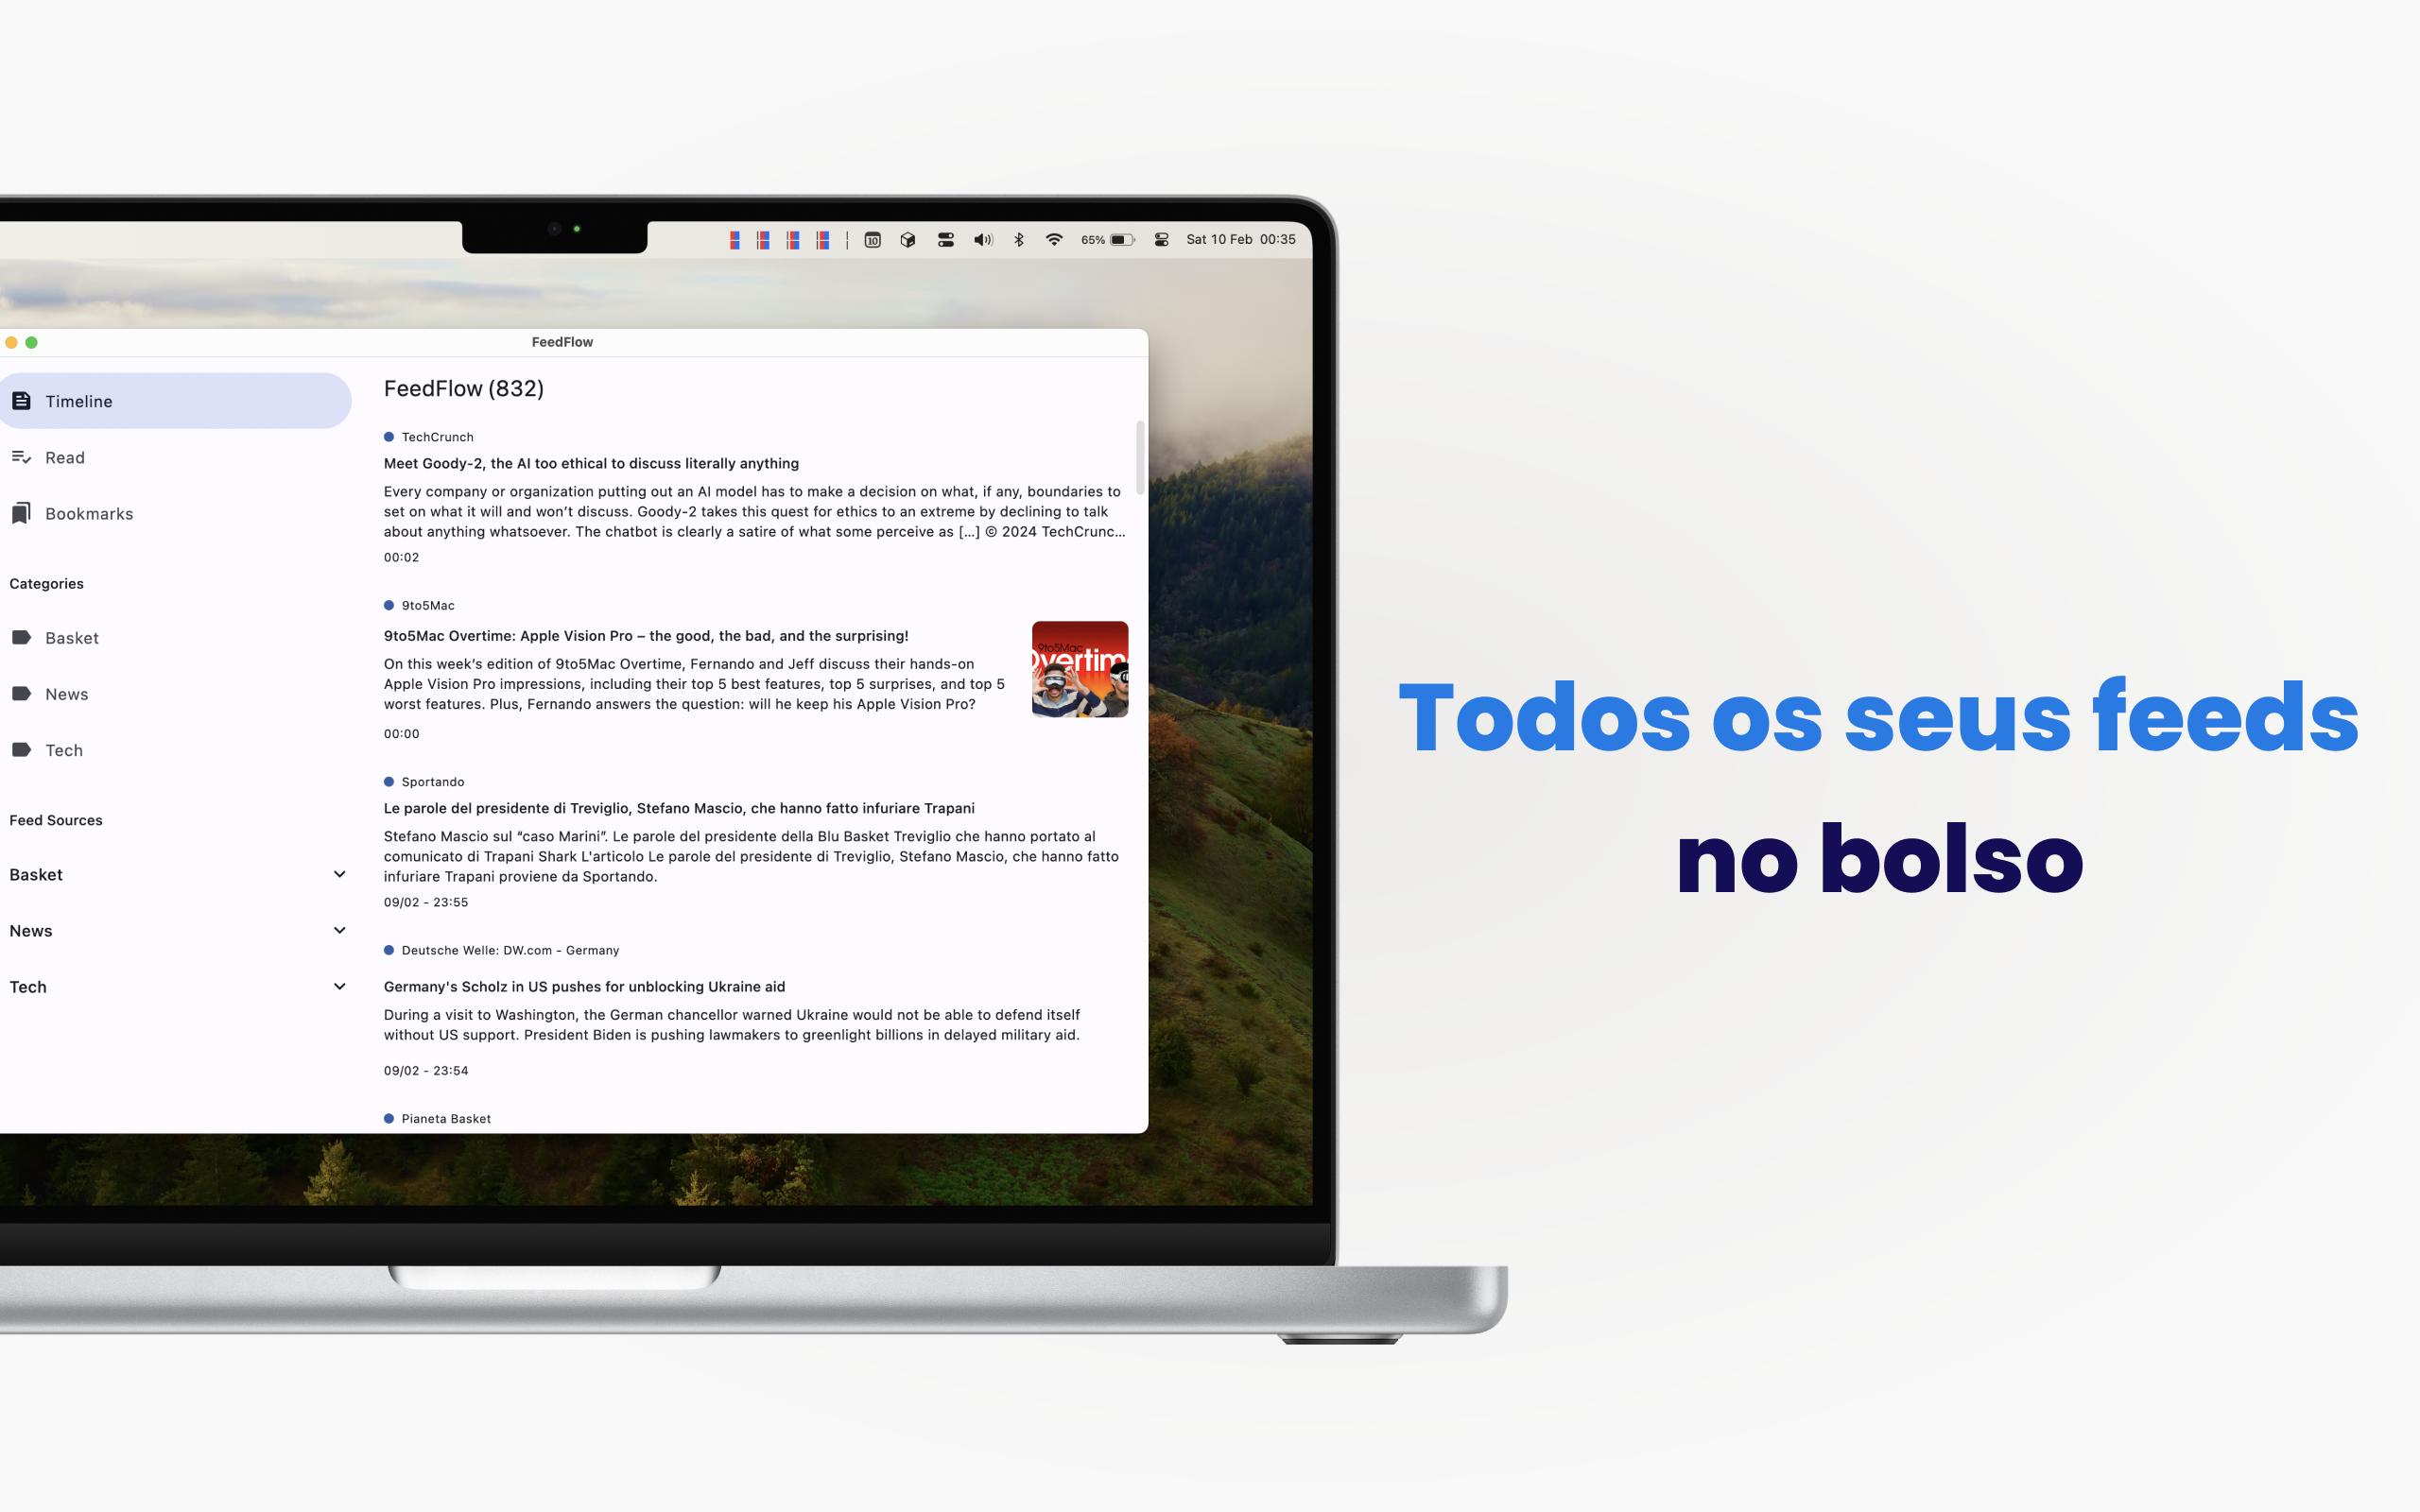 10
65%
Sat 10 Feb 00:35
FeedFlow
Timeline
Read
Bookmarks
Categories
Basket
News
Tech
Feed Sources
Basket
News
Tech
FeedFlow (832)
TechCrunch
Meet Goody-2, the AI too ethical to discuss literally anything
Every company or organization putting out an AI model has to make a decision on what, if any, boundaries to
set on what it will and won’t discuss. Goody-2 takes this quest for ethics to an extreme by declining to talk
about anything whatsoever. The chatbot is clearly a satire of what some perceive as […] © 2024 TechCrunc...
00:02
9to5Mac
9to5Mac Overtime: Apple Vision Pro – the good, the bad, and the surprising!
On this week’s edition of 9to5Mac Overtime, Fernando and Jeff discuss their hands-on
Apple Vision Pro impressions, including their top 5 best features, top 5 surprises, and top 5
worst features. Plus, Fernando answers the question: will he keep his Apple Vision Pro?
00:00
9to5Mac
Overtim
Sportando
Le parole del presidente di Treviglio, Stefano Mascio, che hanno fatto infuriare Trapani
Stefano Mascio sul “caso Marini”. Le parole del presidente della Blu Basket Treviglio che hanno portato al
comunicato di Trapani Shark L'articolo Le parole del presidente di Treviglio, Stefano Mascio, che hanno fatto
infuriare Trapani proviene da Sportando.
09/02 - 23:55
Deutsche Welle: DW.com - Germany
Germany's Scholz in US pushes for unblocking Ukraine aid
During a visit to Washington, the German chancellor warned Ukraine would not be able to defend itself
without US support. President Biden is pushing lawmakers to greenlight billions in delayed military aid.
09/02 - 23:54
Pianeta Basket
Todos os seus feeds
no bolso